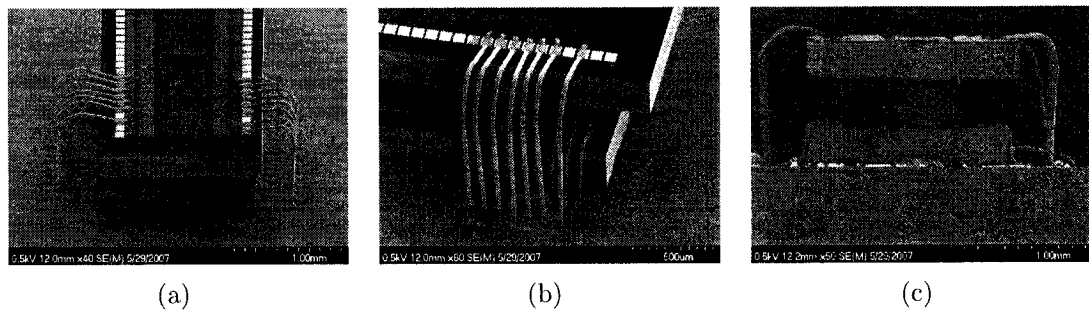 0.5kV 12.0mm x40 SE(M) 5/29/2007 1.00mm
0.5kV 12.0mm x60 SE(M) 5/29/2007 500um
0.5kV 12.2mm x50 SE(M) 5/29/2007 1.00mm
(a) (b) (c)